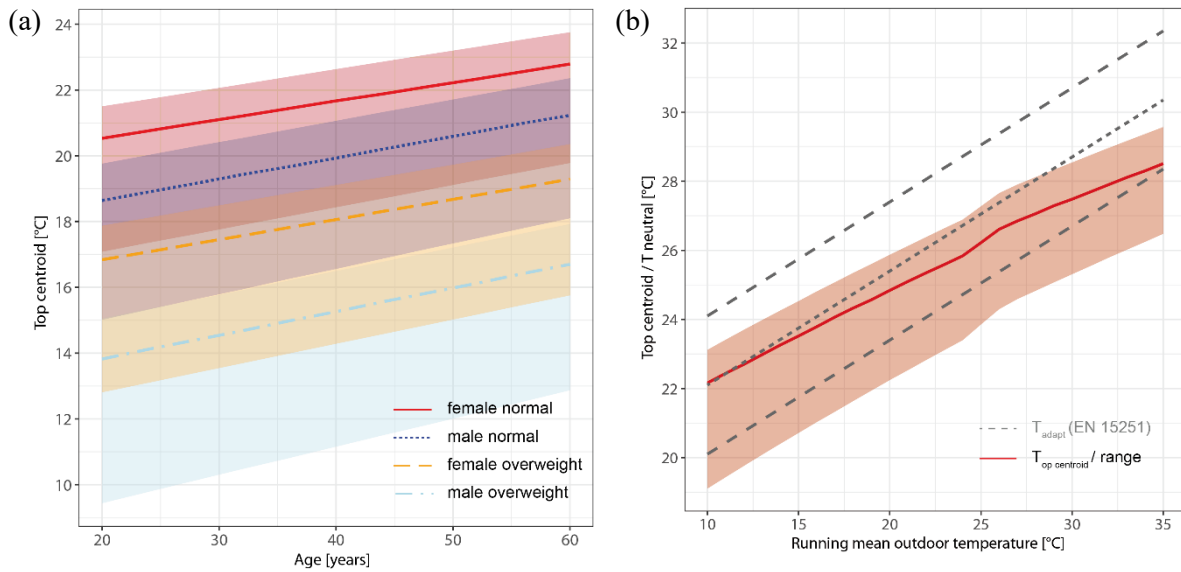 (a)
24
22
20
18
16
14
12
10
Top centroid [°C]
20
30
40
50
60
Age [years]
female normal
male normal
female overweight
male overweight
(b)
32
30
28
26
24
22
20
Top centroid / T neutral [°C]
10
15
20
25
30
35
Running mean outdoor temperature [°C]
T adapt (EN 15251)
T op centroid / range